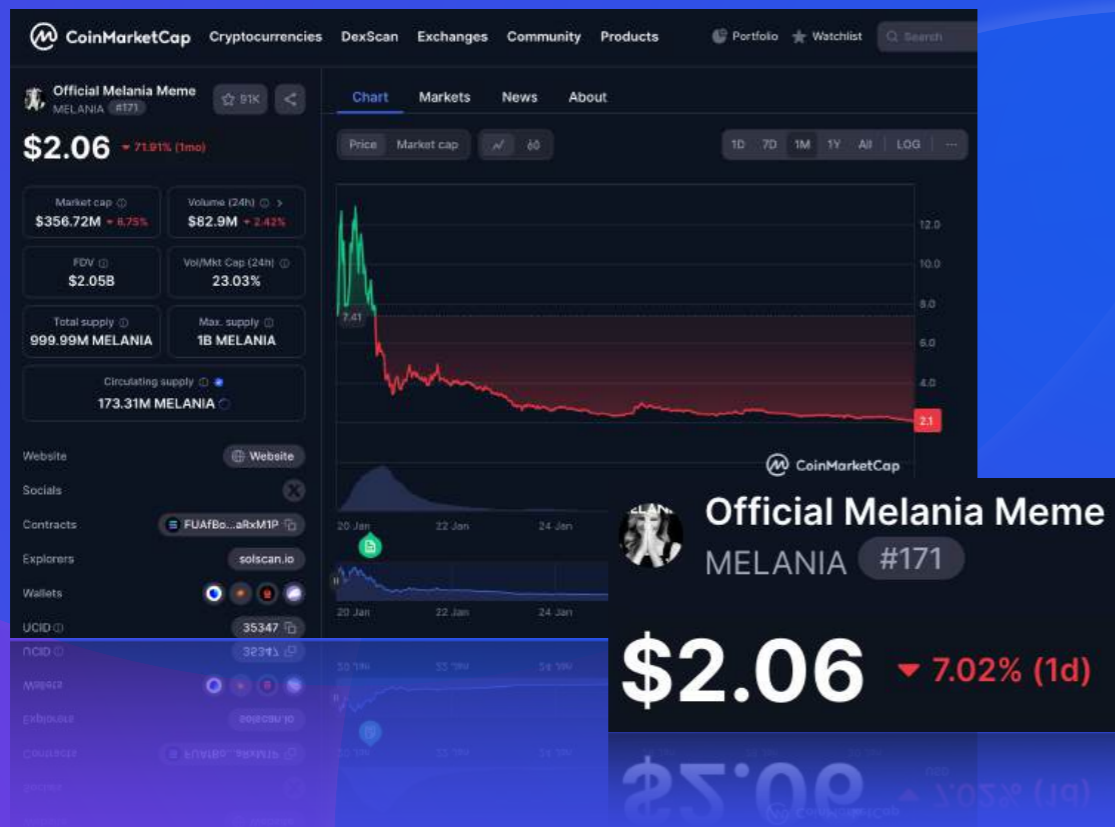 CoinMarketCap Cryptocurrencies DexScan Exchanges Community Products Portfolio Watchlist Search
Official Melania Meme
MELANIA #171
91K
$2.06 71.91% (1mo)
Market cap
$356.72M 6.75%
Volume (24h)
$82.9M 2.42%
FDV
$2.05B
Vol/Mkt Cap (24h)
23.03%
Total supply
999.99M MELANIA
Max. supply
1B MELANIA
Circulating supply
173.31M MELANIA
Website Website
Socials
Contracts FUAfBo...aRxM1P
Explorers solscan.io
Wallets
UCID 35347
Chart Markets News About
Price Market cap
1D 7D 1M 1Y All LOG ...
12.0
10.0
8.0
7.41
6.0
4.0
2.1
CoinMarketCap
20 Jan 22 Jan 24 Jan
20 Jan 22 Jan 24 Jan
Official Melania Meme
MELANIA #171
$2.06 7.02% (1d)